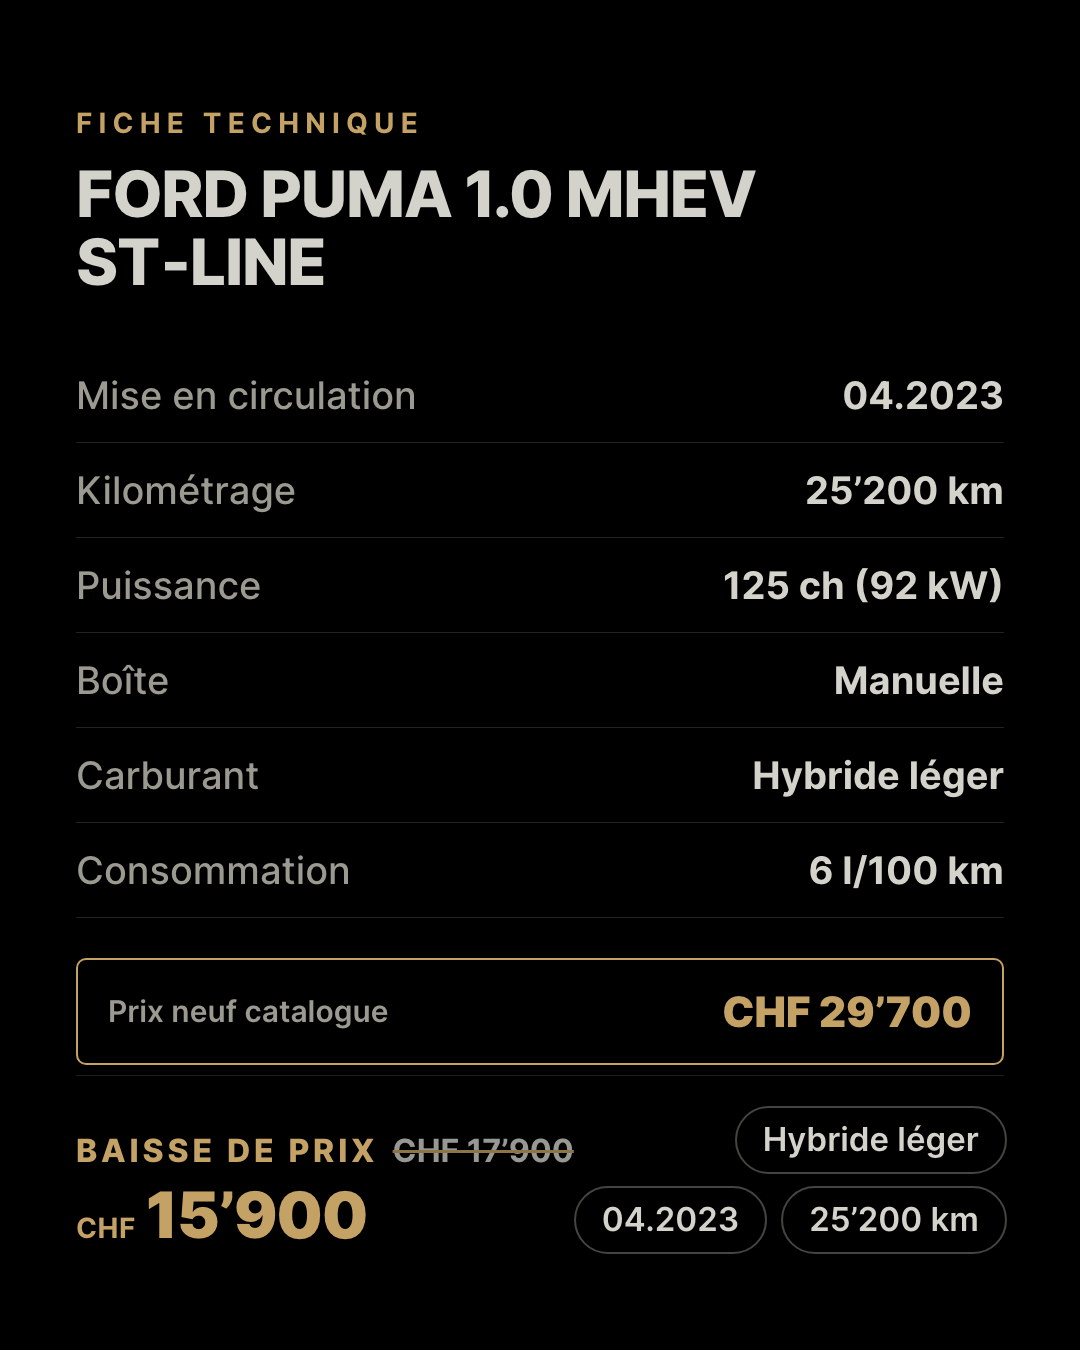 FICHE TECHNIQUE
FORD PUMA 1.0 MHEV
ST-LINE
Mise en circulation 04.2023
Kilométrage 25’200 km
Puissance 125 ch (92 kW)
Boîte Manuelle
Carburant Hybride léger
Consommation 6 l/100 km
Prix neuf catalogue CHF 29’700
BAISSE DE PRIX CHF 17’900
CHF 15’900
Hybride léger
04.2023 25’200 km